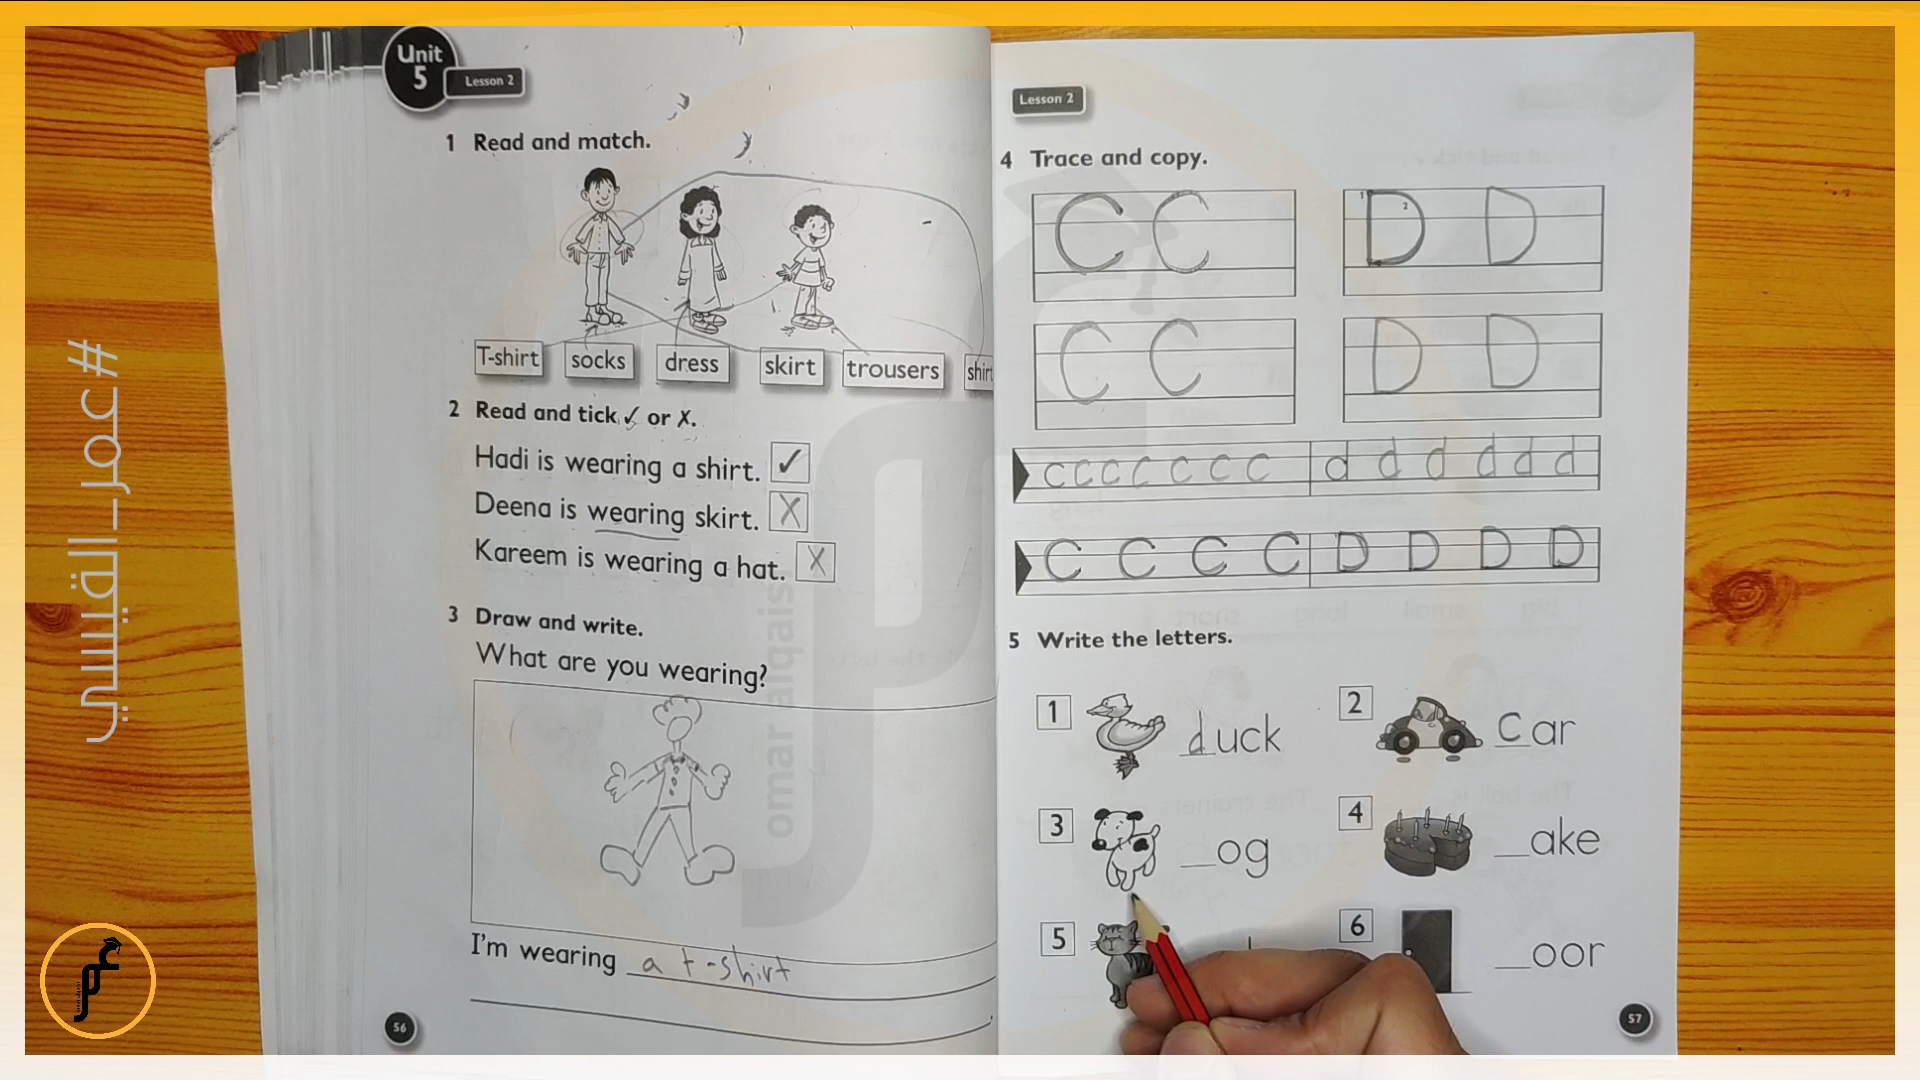 #عمر_القيسي
Unit
5
Lesson 2
1 Read and match.
T-shirt socks dress skirt trousers shirt
2 Read and tick ✓ or ✗.
Hadi is wearing a shirt. ✓
Deena is wearing skirt. X
Kareem is wearing a hat. X
3 Draw and write.
What are you wearing?
I'm wearing a t-shirt
56
omar alqaisi
Lesson 2
4 Trace and copy.
C C D D
C C D D
c c c c c c c d d d d d d
C C C C D D D D
5 Write the letters.
1 duck 2 Car
3 _og 4 _ake
5 6 _oor
57